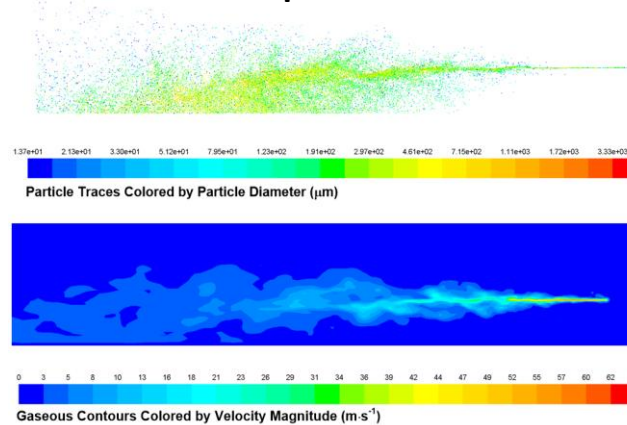 1.37e+01 2.13e+01 3.30e+01 5.12e+01 7.95e+01 1.23e+02 1.91e+02 2.97e+02 4.61e+02 7.15e+02 1.11e+03 1.72e+03 3.33e+03
Particle Traces Colored by Particle Diameter (μm)
0 3 5 8 10 13 16 18 21 23 26 29 31 34 36 39 42 44 47 49 52 55 57 60 62
Gaseous Contours Colored by Velocity Magnitude (m·s⁻¹)